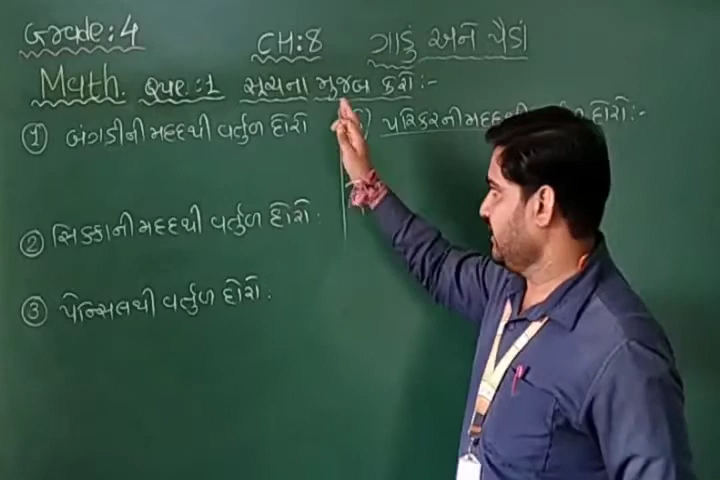 Grade:4
CH:8 ગાડું અને પૈડાં
Math. Que:1 સૂચના મુજબ કરો:-
① બંગડીની મદદથી વર્તુળ દોરો
② સિક્કાની મદદથી વર્તુળ દોરો.
③ પેન્સિલથી વર્તુળ દોરો.
પરિકરની મદદથી દોરો:-